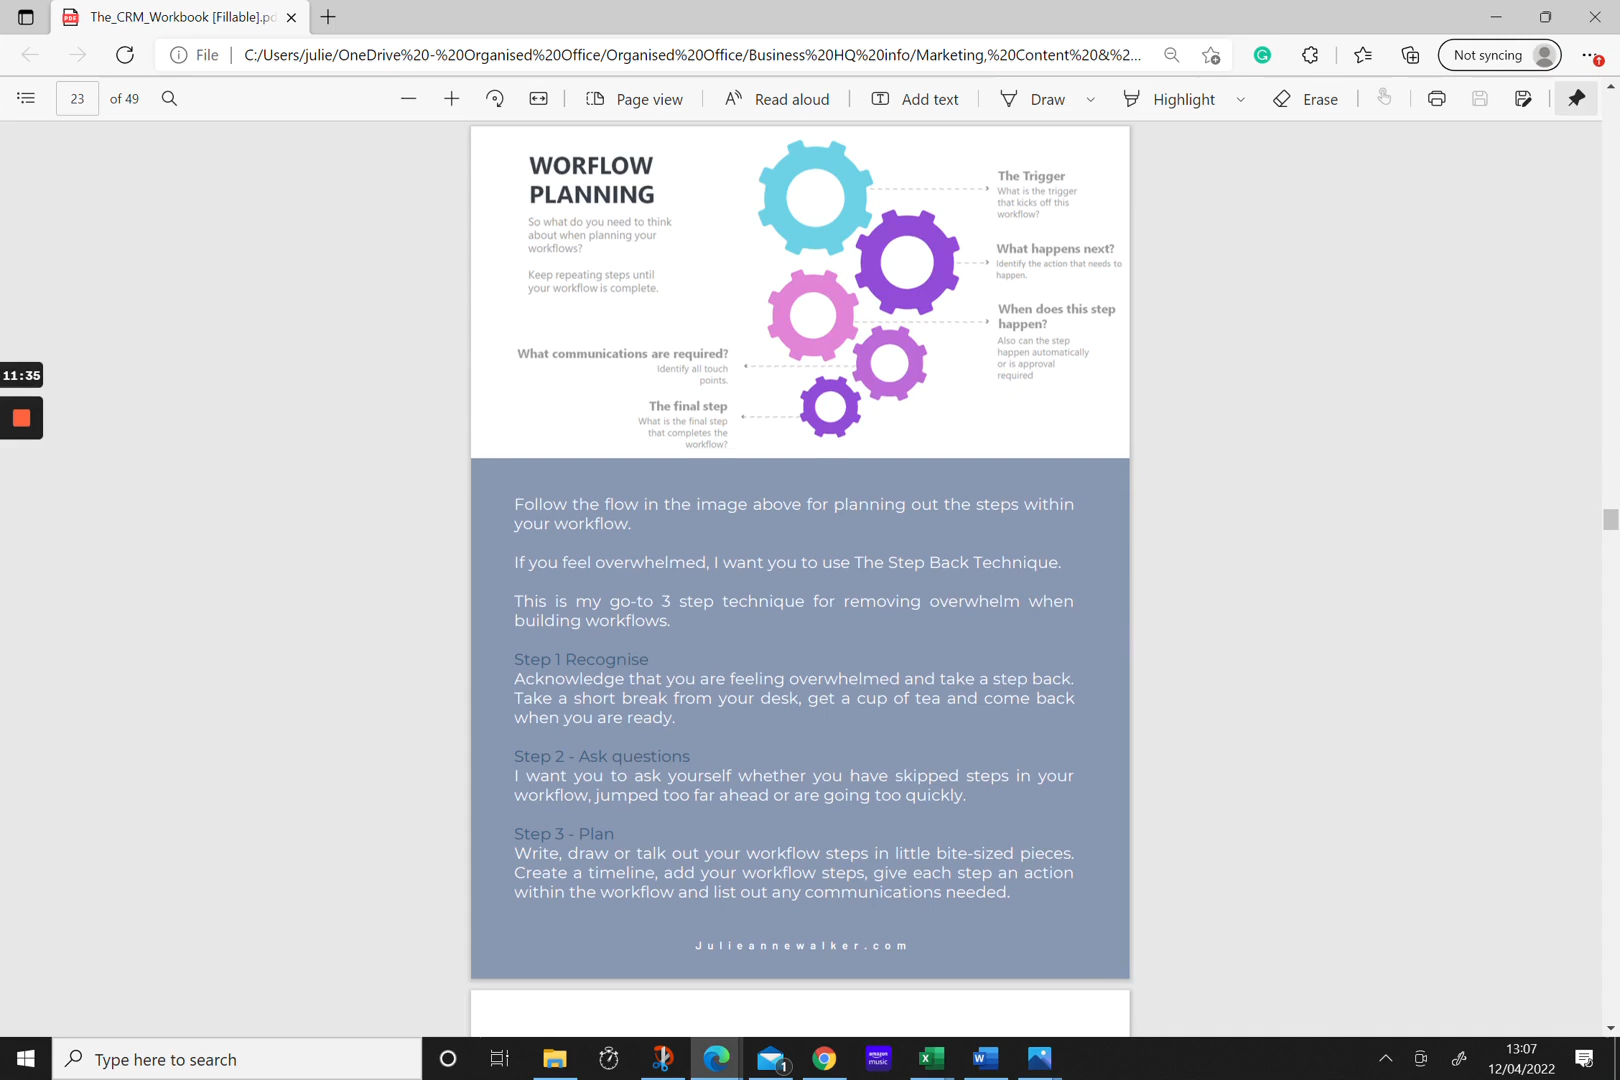 The_CRM_Workbook [Fillable].pd
File
C:/Users/julie/OneDrive%20-%20Organised%20Office/Organised%20Office/Business%20HQ%20info/Marketing,%20Content%20&%2...
Not syncing
23 of 49
Page view
Read aloud
Add text
Draw
Highlight
Erase
WORFLOW
PLANNING
So what do you need to think
about when planning your
workflows?
Keep repeating steps until
your workflow is complete.
The Trigger
What is the trigger
that kicks off this
workflow?
What happens next?
Identify the action that needs to
happen.
When does this step
happen?
Also can the step
happen automatically
or is approval
required
What communications are required?
Identify all touch
points.
The final step
What is the final step
that completes the
workflow?
11:35
Follow the flow in the image above for planning out the steps within
your workflow.
If you feel overwhelmed, I want you to use The Step Back Technique.
This is my go-to 3 step technique for removing overwhelm when
building workflows.
Step 1 Recognise
Acknowledge that you are feeling overwhelmed and take a step back.
Take a short break from your desk, get a cup of tea and come back
when you are ready.
Step 2 - Ask questions
I want you to ask yourself whether you have skipped steps in your
workflow, jumped too far ahead or are going too quickly.
Step 3 - Plan
Write, draw or talk out your workflow steps in little bite-sized pieces.
Create a timeline, add your workflow steps, give each step an action
within the workflow and list out any communications needed.
Julieannewalker.com
Type here to search
1
amazon
music
13:07
12/04/2022